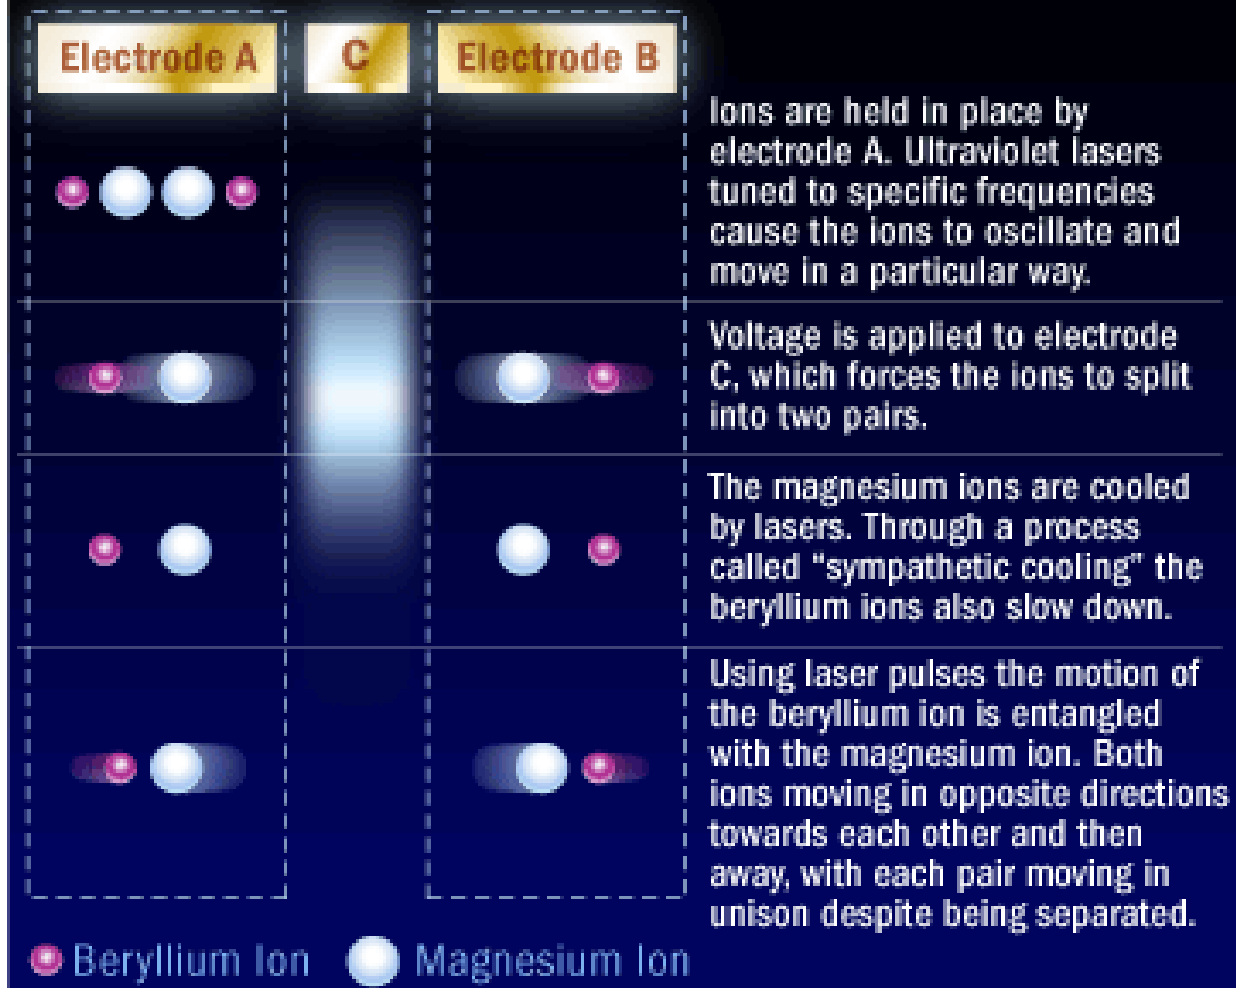 Electrode A
C
Electrode B
Ions are held in place by
electrode A. Ultraviolet lasers
tuned to specific frequencies
cause the ions to oscillate and
move in a particular way.
Voltage is applied to electrode
C, which forces the ions to split
into two pairs.
The magnesium ions are cooled
by lasers. Through a process
called “sympathetic cooling” the
beryllium ions also slow down.
Using laser pulses the motion of
the beryllium ion is entangled
with the magnesium ion. Both
ions moving in opposite directions
towards each other and then
away, with each pair moving in
unison despite being separated.
Beryllium Ion
Magnesium Ion